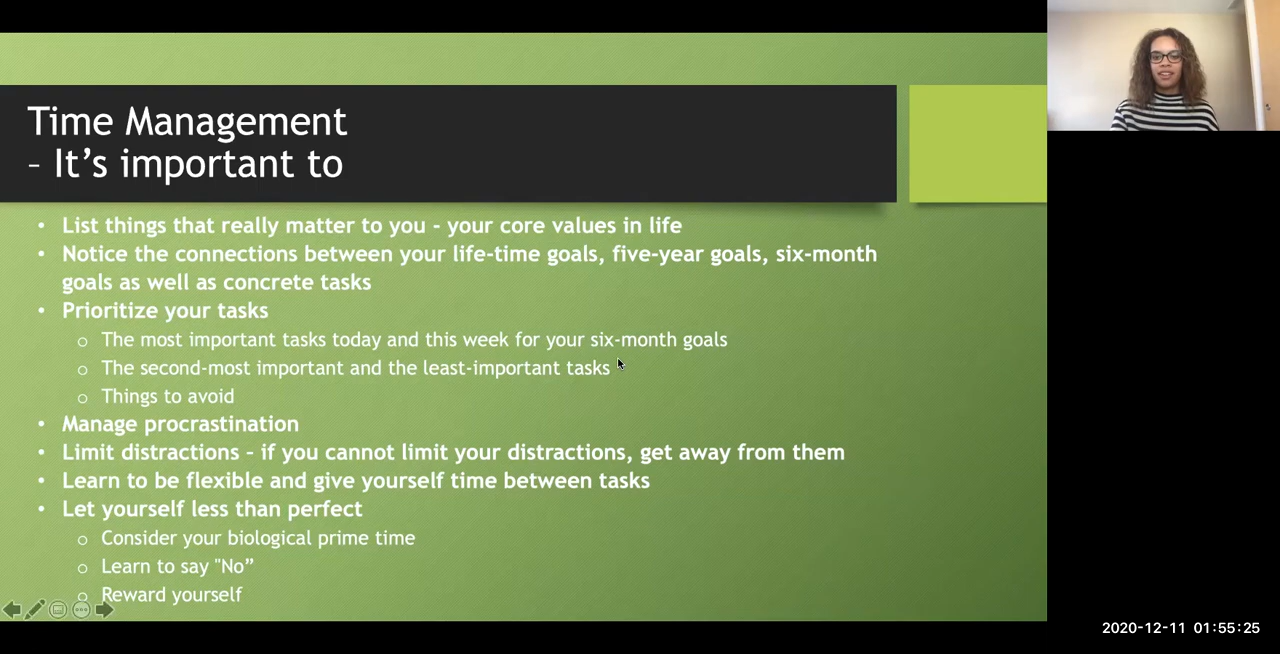 Time Management
– It's important to
• List things that really matter to you - your core values in life
• Notice the connections between your life-time goals, five-year goals, six-month
goals as well as concrete tasks
• Prioritize your tasks
o The most important tasks today and this week for your six-month goals
o The second-most important and the least-important tasks
o Things to avoid
• Manage procrastination
• Limit distractions – if you cannot limit your distractions, get away from them
• Learn to be flexible and give yourself time between tasks
• Let yourself less than perfect
o Consider your biological prime time
o Learn to say "No”
o Reward yourself
2020-12-11 01:55:25